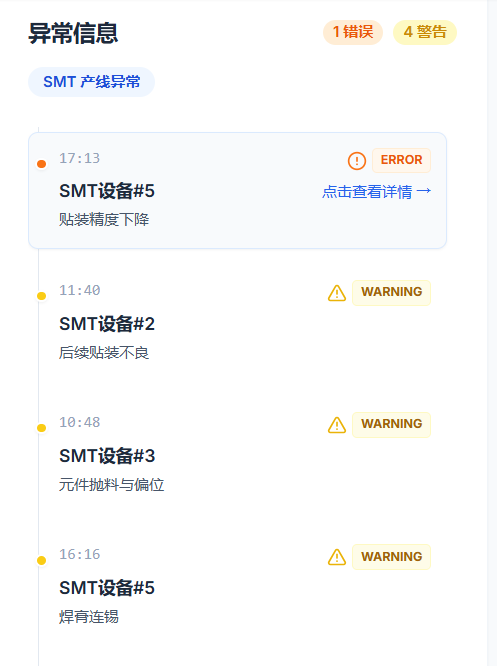 异常信息
1 错误
4 警告
SMT 产线异常
17:13
ERROR
SMT设备#5
点击查看详情 →
贴装精度下降
11:40
WARNING
SMT设备#2
后续贴装不良
10:48
WARNING
SMT设备#3
元件抛料与偏位
16:16
WARNING
SMT设备#5
焊膏连锡